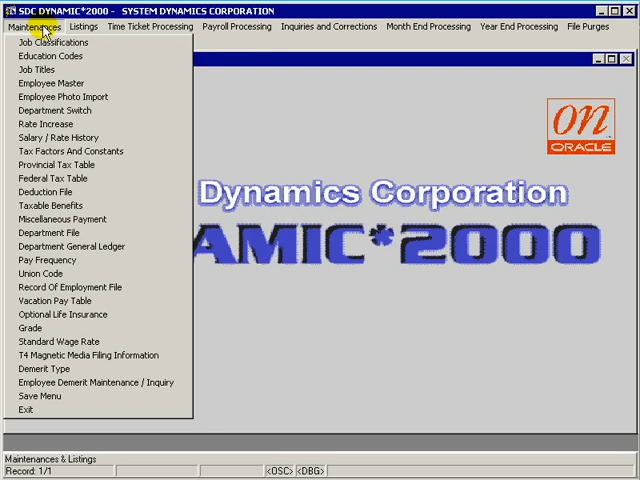 SDC DYNAMIC*2000 - SYSTEM DYNAMICS CORPORATION
Maintenances Listings Time Ticket Processing Payroll Processing Inquiries and Corrections Month End Processing Year End Processing File Purges
Job Classifications
Education Codes
Job Titles
Employee Master
Employee Photo Import
Department Switch
Rate Increase
Salary / Rate History
Tax Factors And Constants
Provincial Tax Table
Federal Tax Table
Deduction File
Taxable Benefits
Miscellaneous Payment
Department File
Department General Ledger
Pay Frequency
Union Code
Record Of Employment File
Vacation Pay Table
Optional Life Insurance
Grade
Standard Wage Rate
T4 Magnetic Media Filing Information
Demerit Type
Employee Demerit Maintenance / Inquiry
Save Menu
Exit
on
ORACLE
Dynamics Corporation
AMIC*2000
Maintenances & Listings
Record: 1/1 <OSC> <DBG>